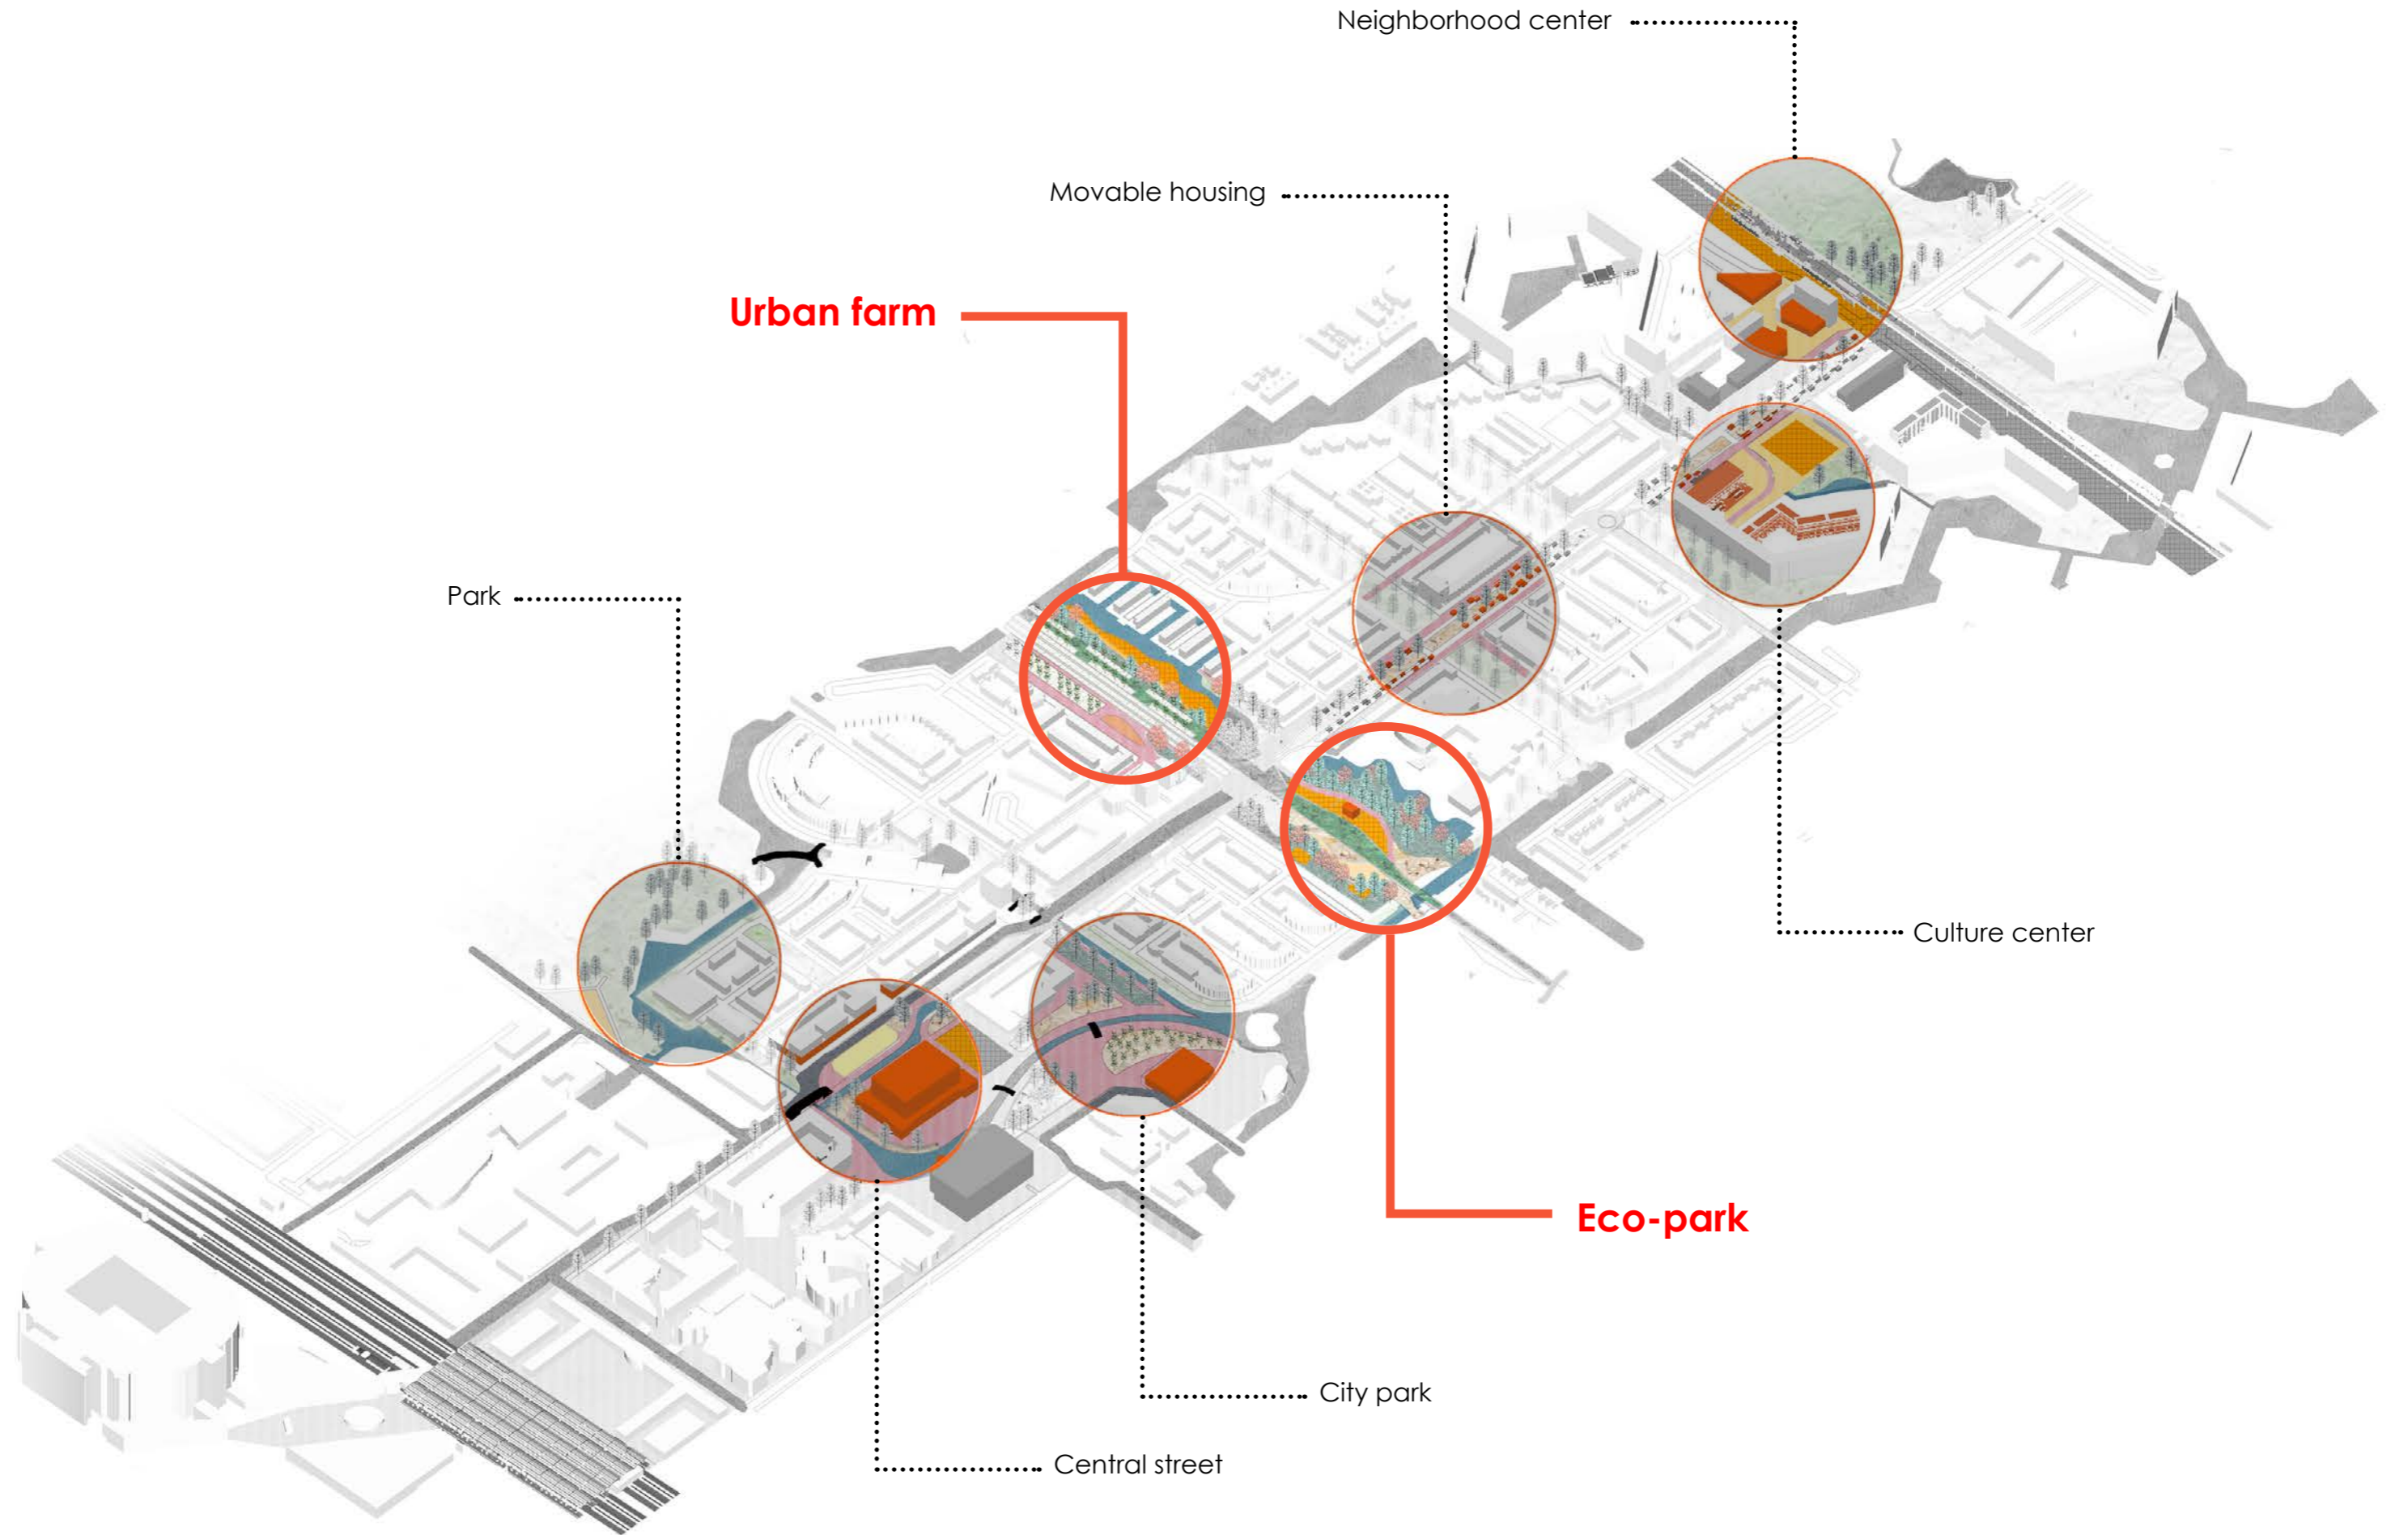 Neighborhood center
Movable housing
Urban farm
Park
Culture center
Eco-park
City park
Central street